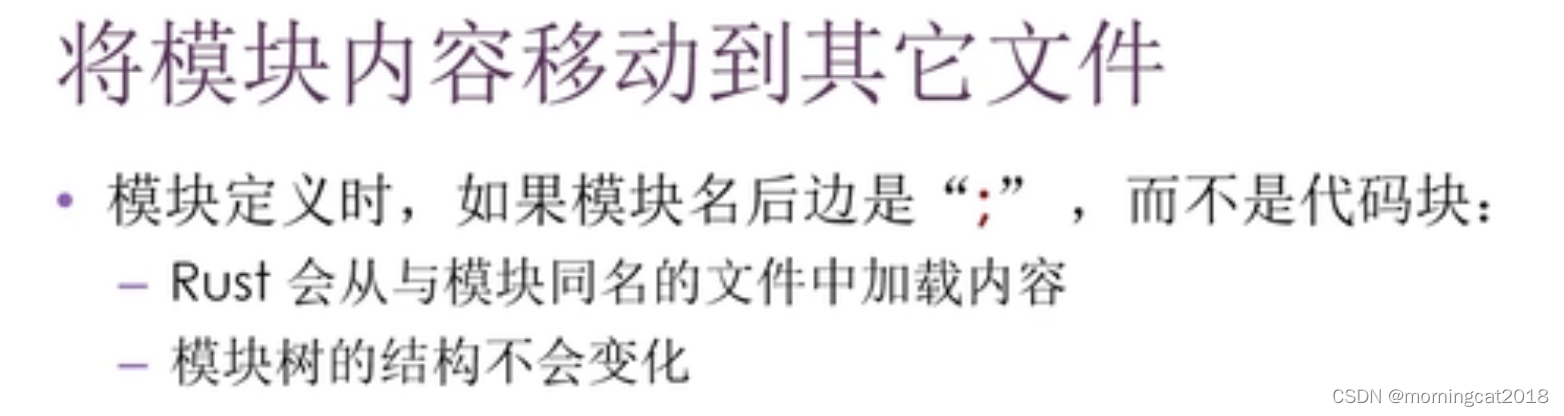 将模块内容移动到其它文件
• 模块定义时，如果模块名后边是“;”，而不是代码块：
– Rust 会从与模块同名的文件中加载内容
– 模块树的结构不会变化
CSDN @morningcat2018